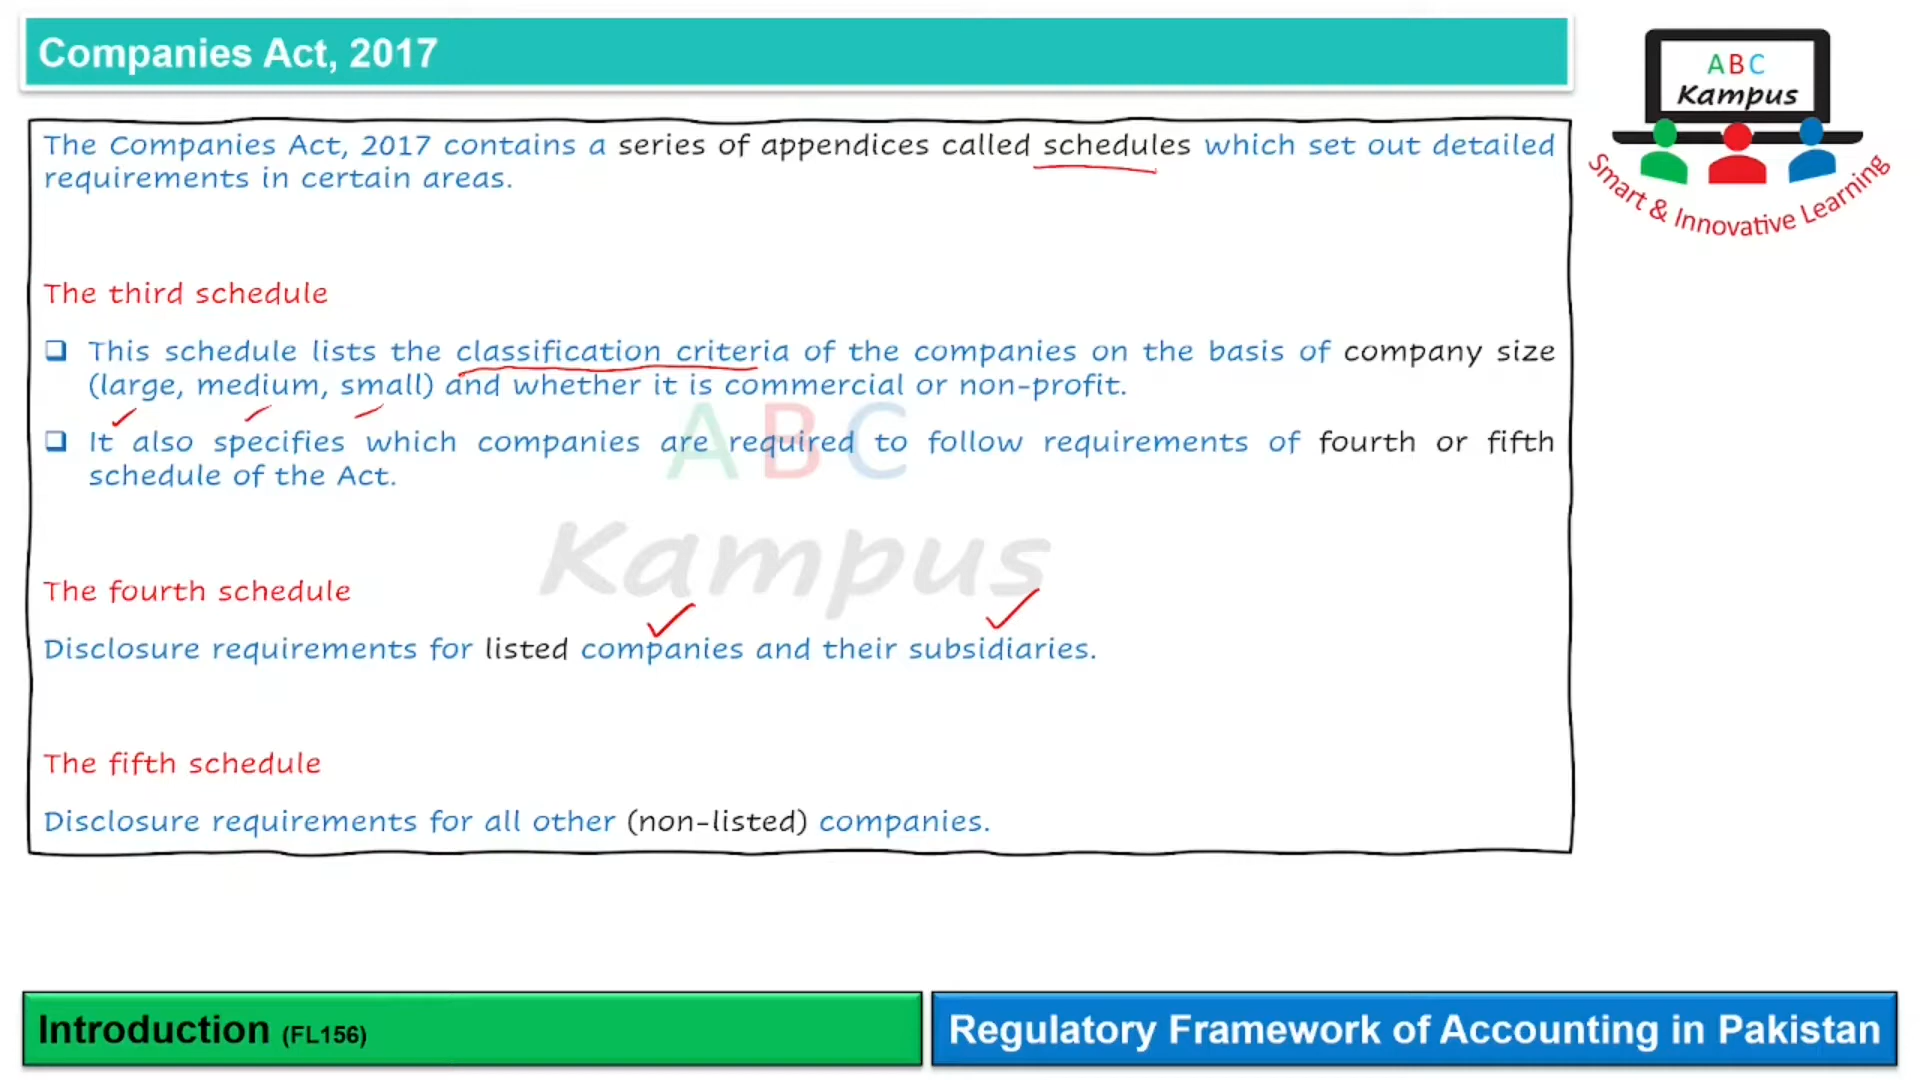 Companies Act, 2017
ABC
Kampus
Smart & Innovative Learning
The Companies Act, 2017 contains a series of appendices called schedules which set out detailed
requirements in certain areas.
The third schedule
❑ This schedule lists the classification criteria of the companies on the basis of company size
(large, medium, small) and whether it is commercial or non-profit.
❑ It also specifies which companies are required to follow requirements of fourth or fifth
schedule of the Act.
ABC
Kampus
The fourth schedule
Disclosure requirements for listed companies and their subsidiaries.
The fifth schedule
Disclosure requirements for all other (non-listed) companies.
Introduction (FL156)
Regulatory Framework of Accounting in Pakistan